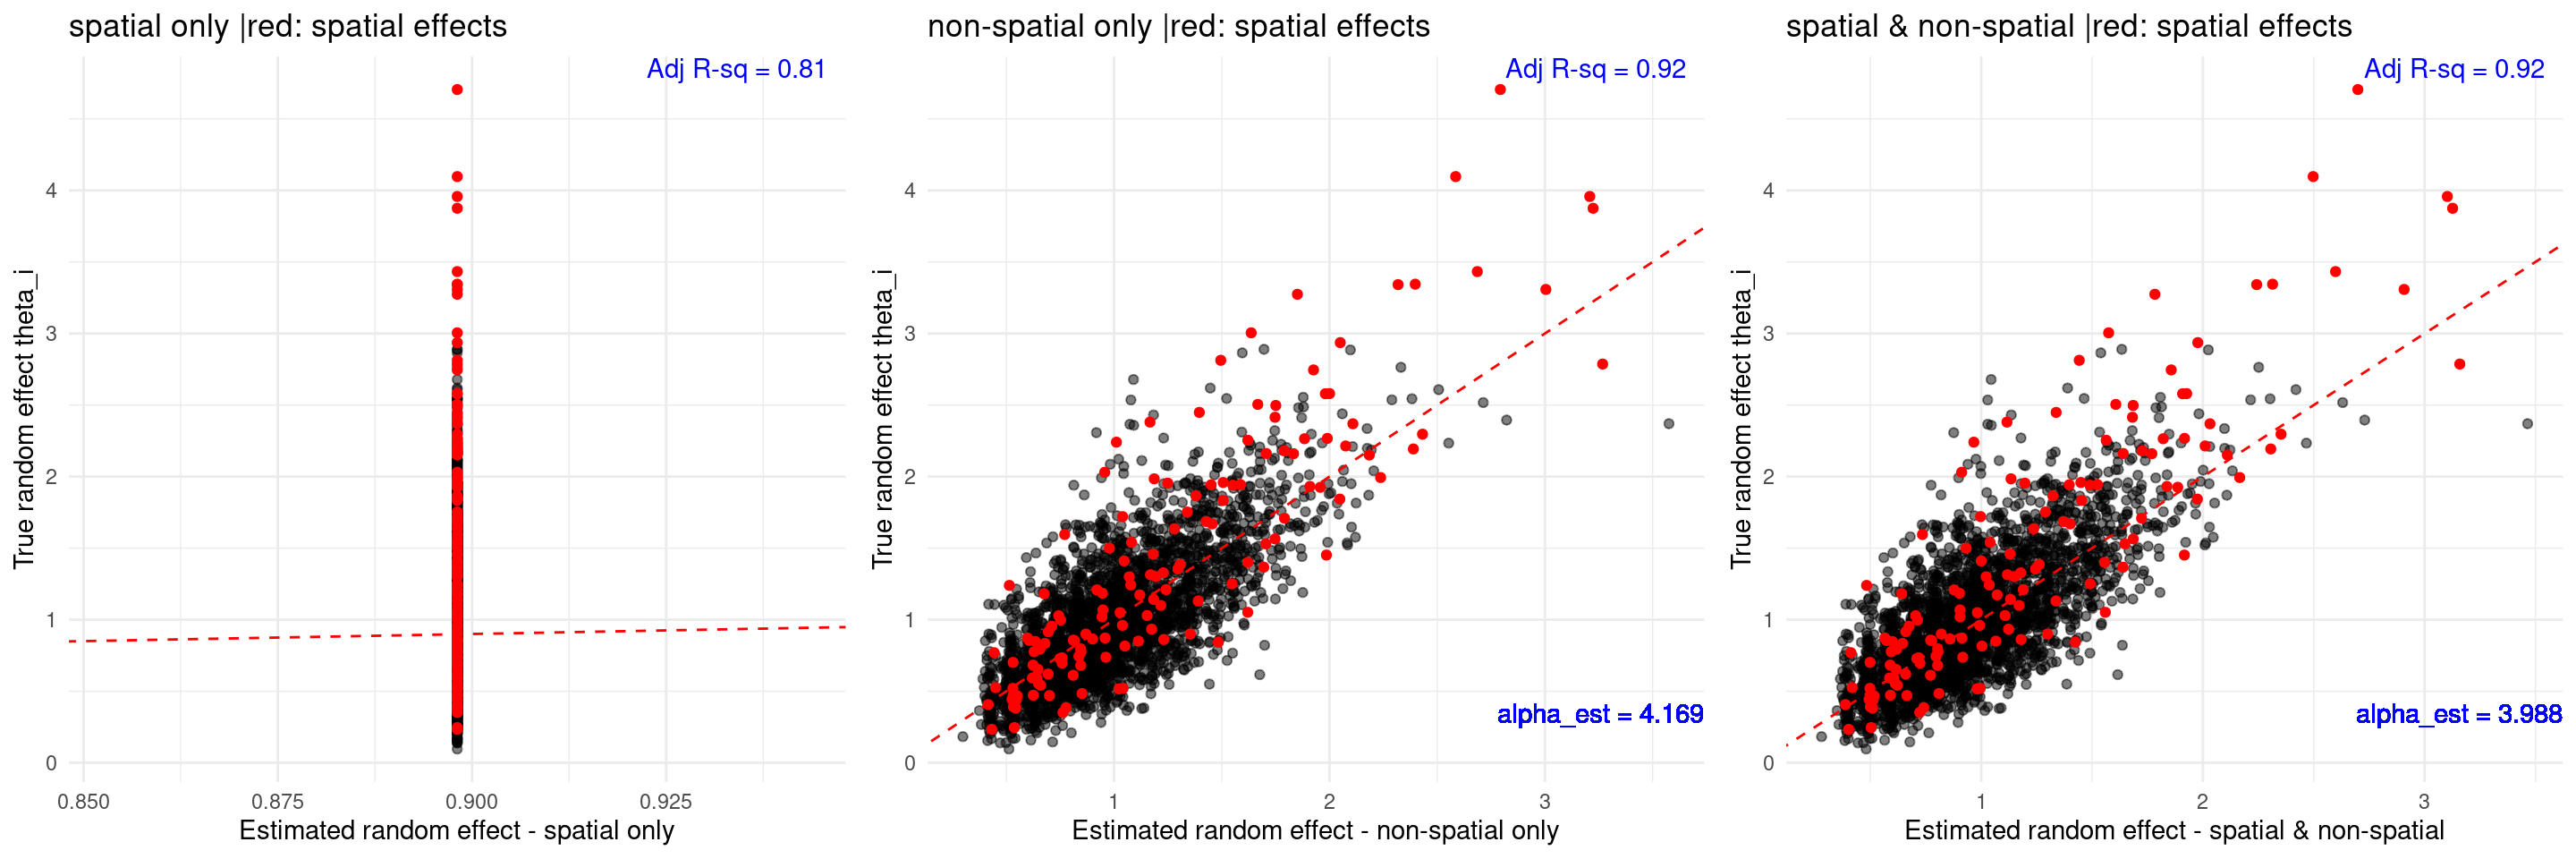 spatial only |red: spatial effects
Adj R-sq = 0.81
True random effect theta_i
4
3
2
1
0
0.850
0.875
0.900
0.925
Estimated random effect - spatial only
non-spatial only |red: spatial effects
Adj R-sq = 0.92
True random effect theta_i
4
3
2
1
0
alpha_est = 4.169
1
2
3
Estimated random effect - non-spatial only
spatial & non-spatial |red: spatial effects
Adj R-sq = 0.92
True random effect theta_i
4
3
2
1
0
alpha_est = 3.988
1
2
3
Estimated random effect - spatial & non-spatial